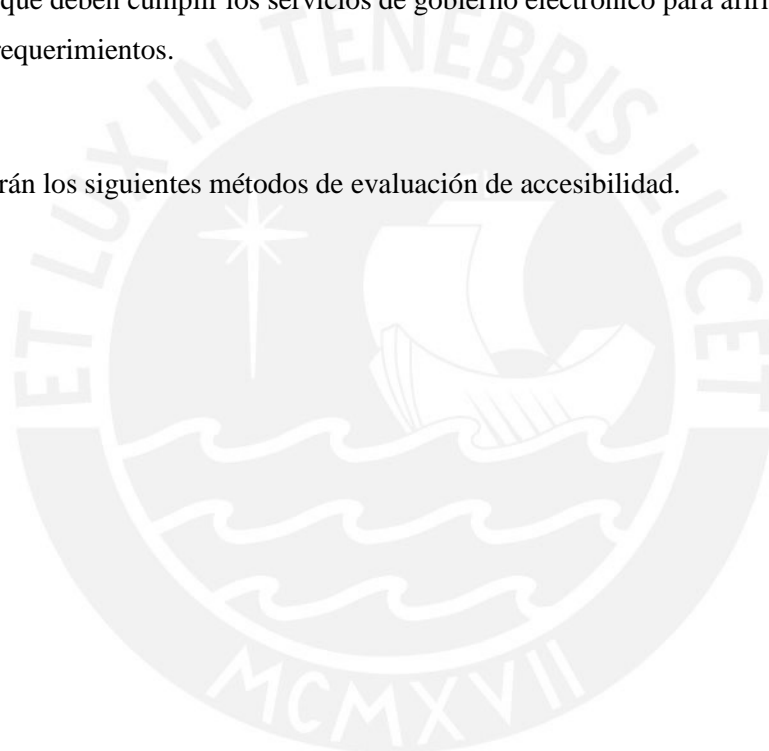 que deben cumplir los servicios de gobierno electrónico para
requerimientos.
rán los siguientes métodos de evaluación de accesibilidad.
ET LUX IN TENEBRIS LUCET
MCMXVII